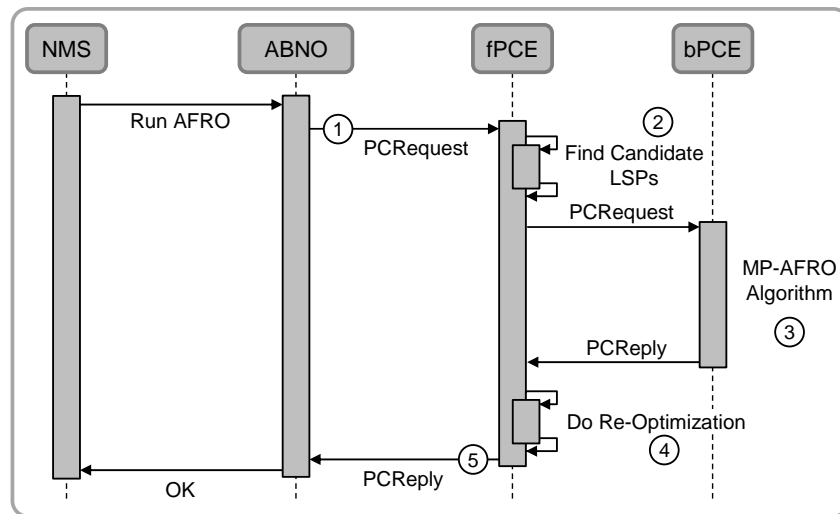 NMS
ABNO
fPCE
bPCE
Run AFRO
1
PCRequest
2
Find Candidate
LSPs
PCRequest
MP-AFRO
Algorithm
3
PCReply
Do Re-Optimization
4
5
PCReply
OK